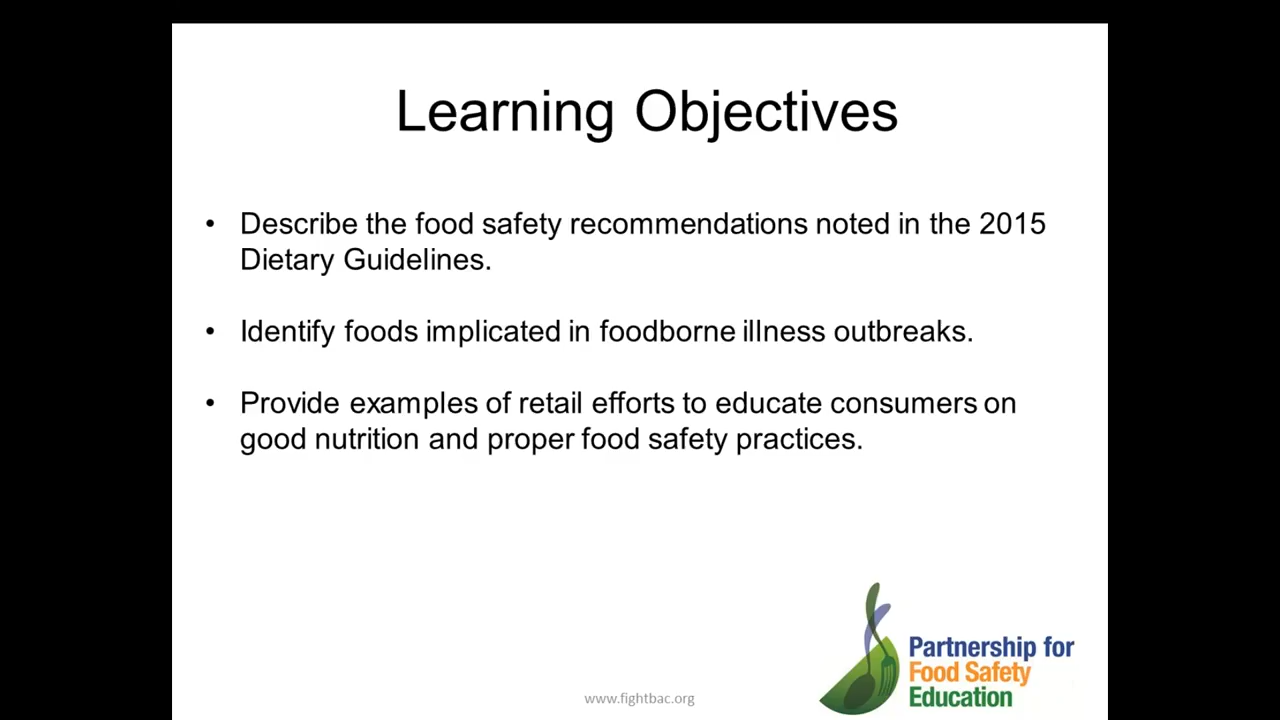 Learning Objectives
• Describe the food safety recommendations noted in the 2015
Dietary Guidelines.
• Identify foods implicated in foodborne illness outbreaks.
• Provide examples of retail efforts to educate consumers on
good nutrition and proper food safety practices.
Partnership for
Food Safety
Education
www.fightbac.org